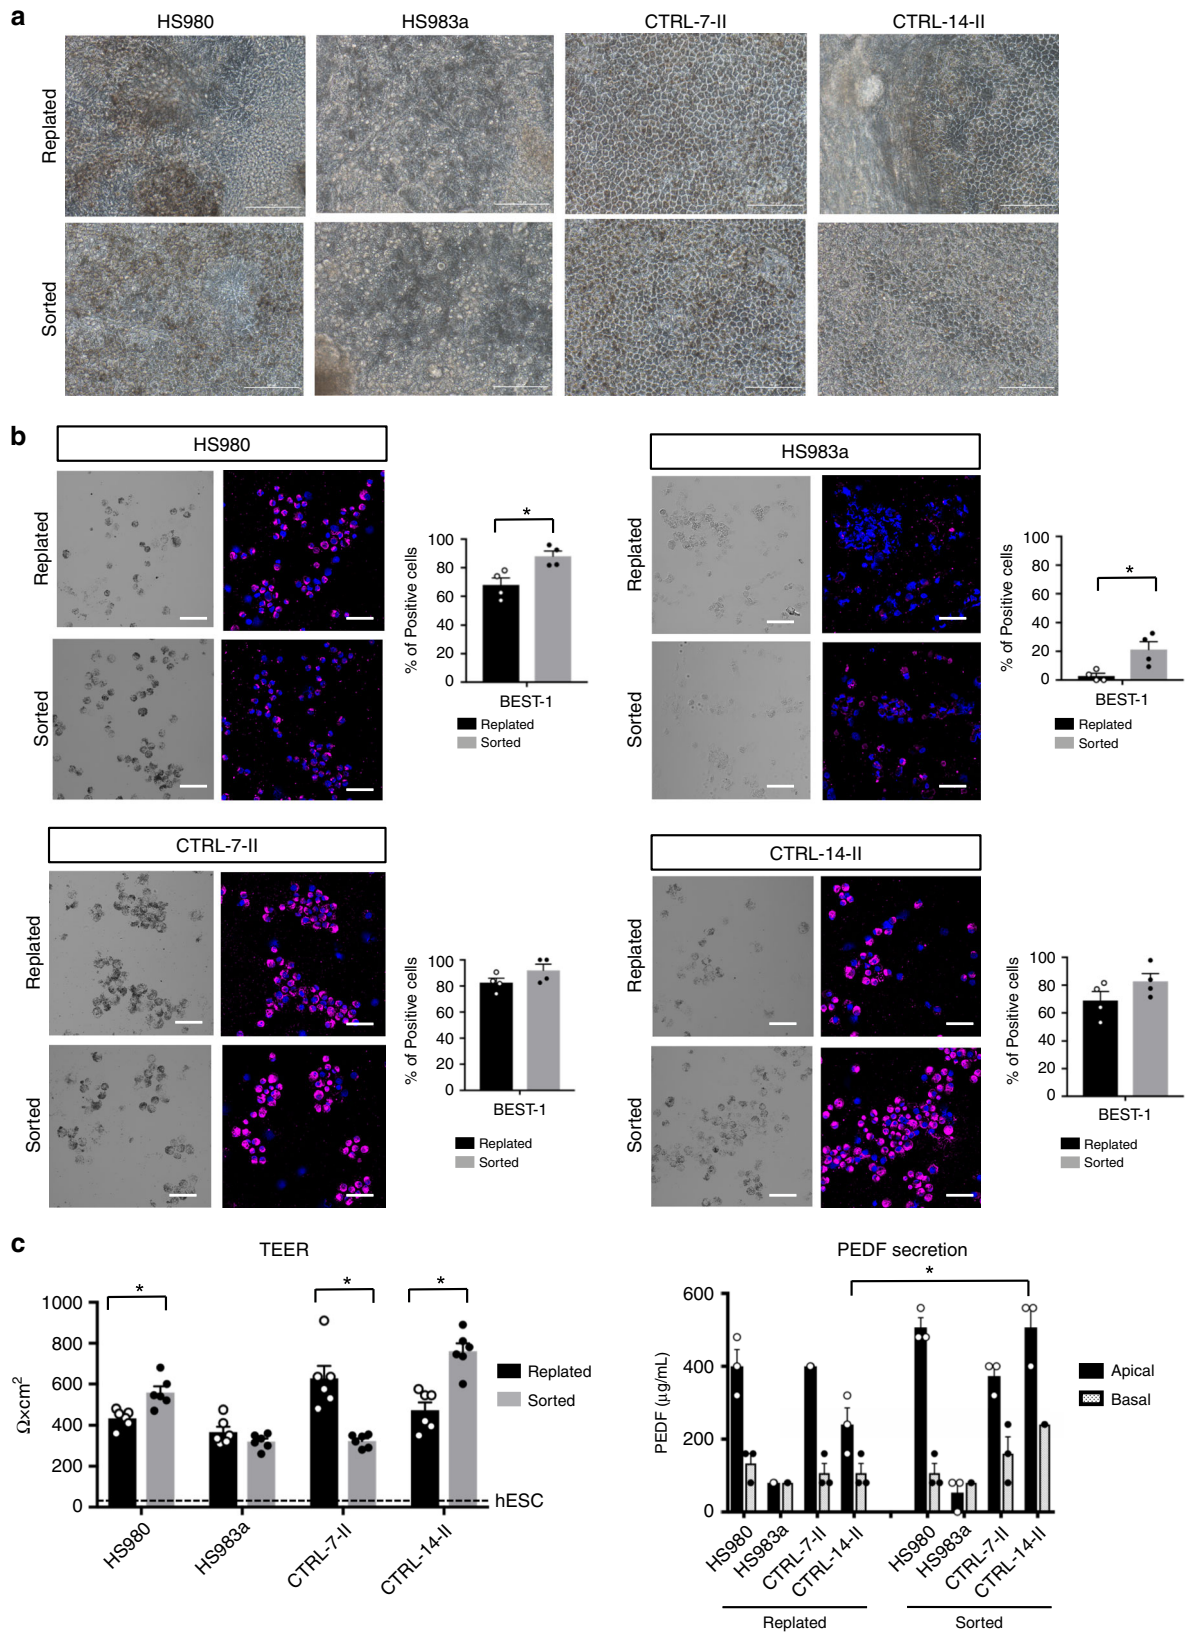 a
HS980
HS983a
CTRL-7-II
CTRL-14-II
Replated
Sorted
b
HS980
Replated
Sorted
% of Positive cells
100
80
60
40
20
0
*
BEST-1
Replated
Sorted
HS983a
Replated
Sorted
% of Positive cells
100
80
60
40
20
0
*
BEST-1
Replated
Sorted
CTRL-7-II
Replated
Sorted
% of Positive cells
100
80
60
40
20
0
BEST-1
Replated
Sorted
CTRL-14-II
Replated
Sorted
% of Positive cells
100
80
60
40
20
0
BEST-1
Replated
Sorted
c
TEER
Ω×cm²
1000
800
600
400
200
0
*
*
*
Replated
Sorted
hESC
HS980
HS983a
CTRL-7-II
CTRL-14-II
PEDF secretion
PEDF (μg/mL)
600
400
200
0
*
Apical
Basal
HS980
HS983a
CTRL-7-II
CTRL-14-II
HS980
HS983a
CTRL-7-II
CTRL-14-II
Replated
Sorted